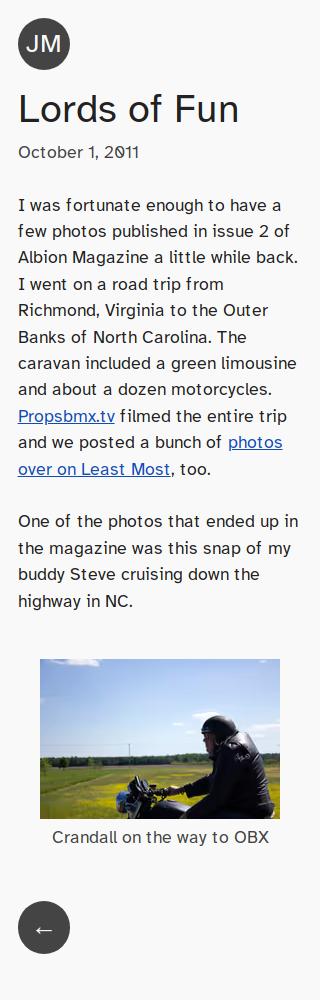 JM
Lords of Fun
October 1, 2011
I was fortunate enough to have a
few photos published in issue 2 of
Albion Magazine a little while back.
I went on a road trip from
Richmond, Virginia to the Outer
Banks of North Carolina. The
caravan included a green limousine
and about a dozen motorcycles.
Propsbmx.tv filmed the entire trip
and we posted a bunch of photos
over on Least Most, too.
One of the photos that ended up in
the magazine was this snap of my
buddy Steve cruising down the
highway in NC.
Crandall on the way to OBX
←